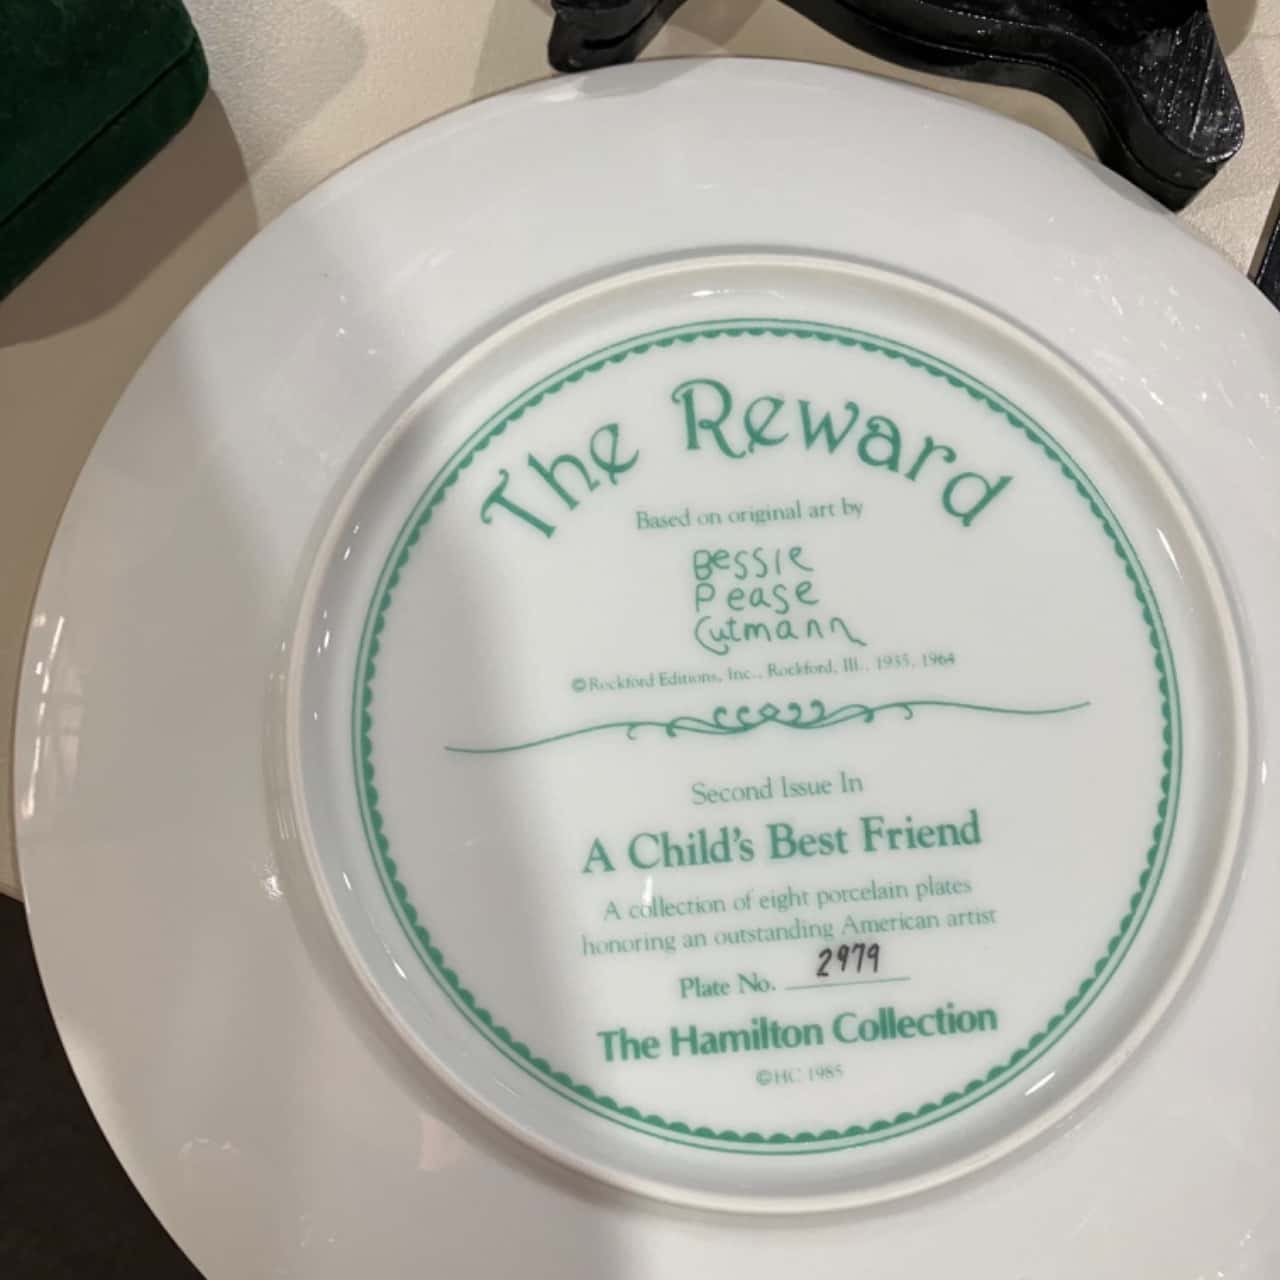 The Reward
Based on original art by
Bessie
Pease
Gutmann
©Rockford Editions, Inc., Rockford, Ill., 1935, 1964
Second Issue In
A Child's Best Friend
A collection of eight porcelain plates
honoring an outstanding American artist
Plate No. 2979
The Hamilton Collection
©HC 1985